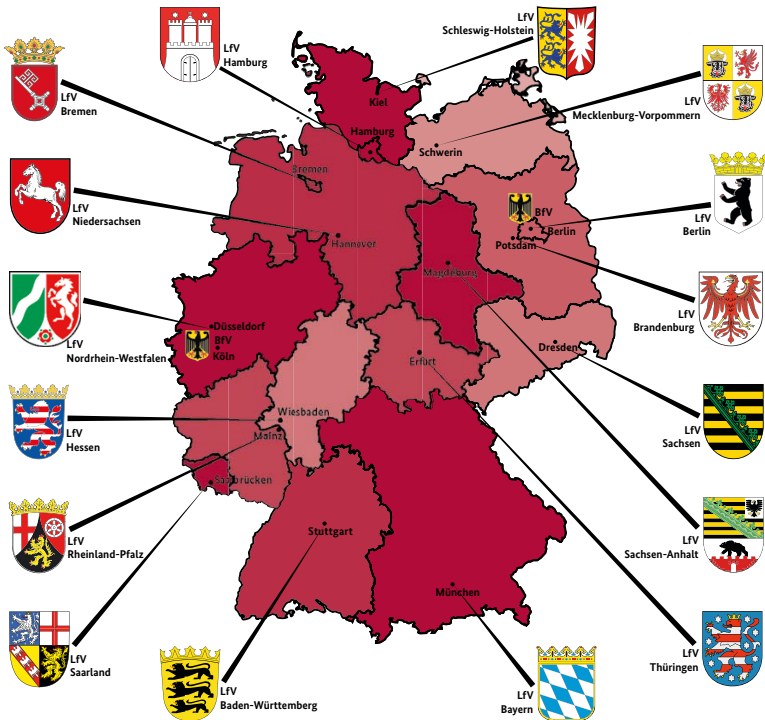 LfV
Hamburg
LfV
Schleswig-Holstein
LfV
Bremen
LfV
Mecklenburg-Vorpommern
LfV
Niedersachsen
LfV
Berlin
LfV
Nordrhein-Westfalen
LfV
Brandenburg
LfV
Hessen
LfV
Sachsen
LfV
Rheinland-Pfalz
LfV
Sachsen-Anhalt
LfV
Saarland
LfV
Baden-Württemberg
LfV
Bayern
LfV
Thüringen
Kiel
Hamburg
Schwerin
Bremen
BfV
Berlin
Potsdam
Hannover
Magdeburg
Düsseldorf
BfV
Köln
Erfurt
Dresden
Wiesbaden
Mainz
Saarbrücken
Stuttgart
München